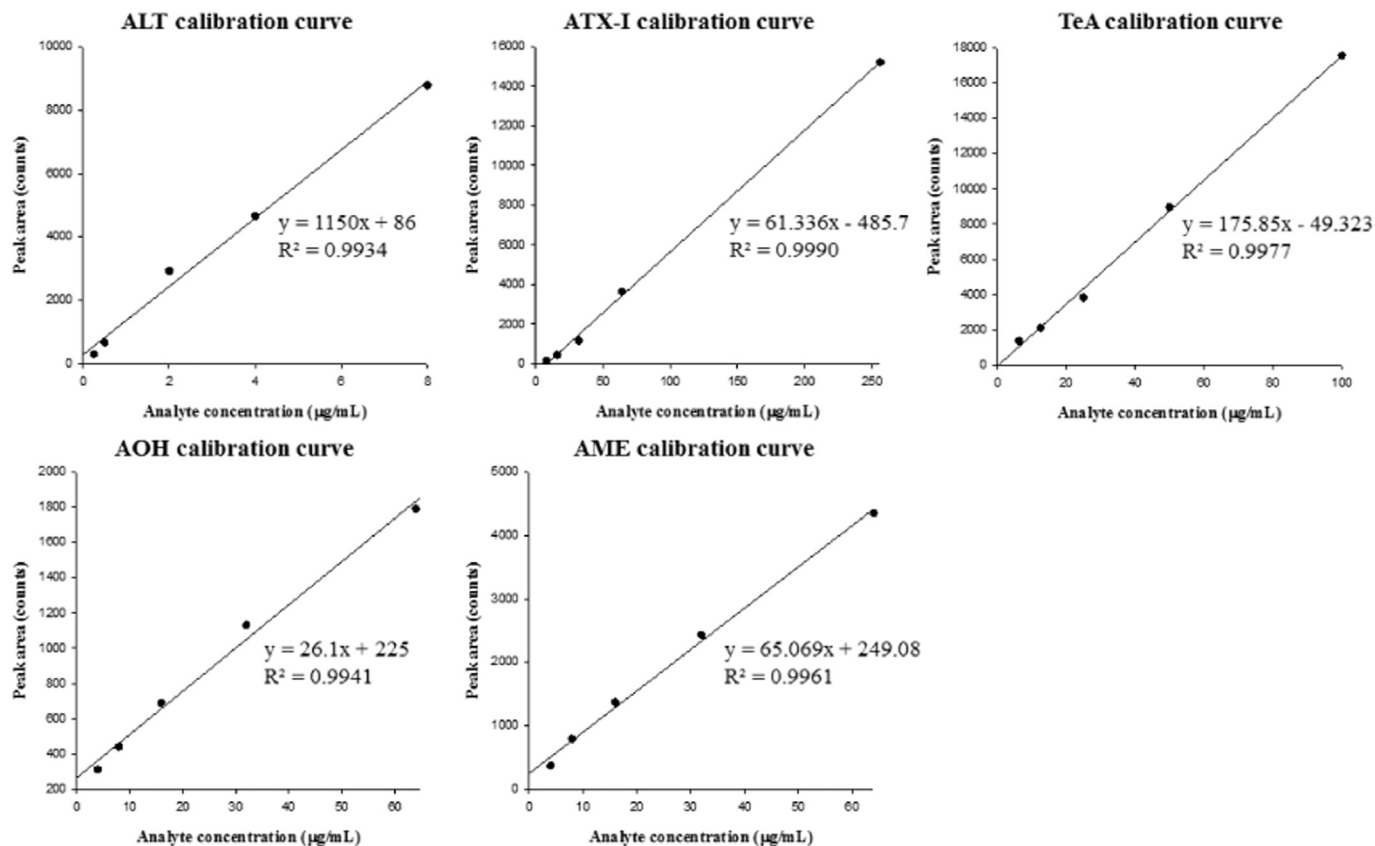 ALT calibration curve
10000
8000
6000
4000
2000
0
Peak area (counts)
y = 1150x + 86
R² = 0.9934
0 2 4 6 8
Analyte concentration (µg/mL)
ATX-I calibration curve
16000
14000
12000
10000
8000
6000
4000
2000
0
Peak area (counts)
y = 61.336x - 485.7
R² = 0.9990
0 50 100 150 200 250
Analyte concentration (µg/mL)
TeA calibration curve
18000
16000
14000
12000
10000
8000
6000
4000
2000
0
Peak area (counts)
y = 175.85x - 49.323
R² = 0.9977
0 20 40 60 80 100
Analyte concentration (µg/mL)
AOH calibration curve
2000
1800
1600
1400
1200
1000
800
600
400
200
Peak area (counts)
y = 26.1x + 225
R² = 0.9941
0 10 20 30 40 50 60
Analyte concentration (µg/mL)
AME calibration curve
5000
4000
3000
2000
1000
0
Peak area (counts)
y = 65.069x + 249.08
R² = 0.9961
0 10 20 30 40 50 60
Analyte concentration (µg/mL)